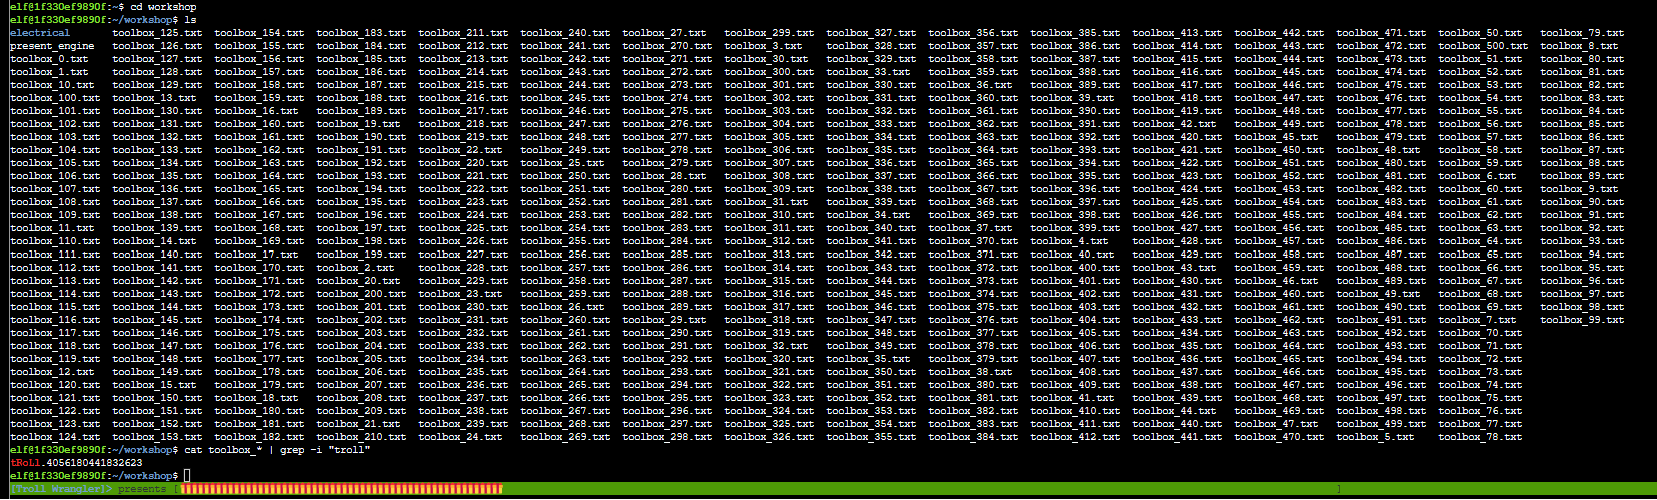 elf@1f330ef9890f:~$ cd workshop
elf@1f330ef9890f:~/workshop$ ls
electrical toolbox_125.txt toolbox_154.txt toolbox_183.txt toolbox_211.txt toolbox_240.txt toolbox_27.txt toolbox_299.txt toolbox_327.txt toolbox_356.txt toolbox_385.txt toolbox_413.txt toolbox_442.txt toolbox_471.txt toolbox_50.txt toolbox_79.txt
present_engine toolbox_126.txt toolbox_155.txt toolbox_184.txt toolbox_212.txt toolbox_241.txt toolbox_270.txt toolbox_3.txt toolbox_328.txt toolbox_357.txt toolbox_386.txt toolbox_414.txt toolbox_443.txt toolbox_472.txt toolbox_500.txt toolbox_8.txt
toolbox_0.txt toolbox_127.txt toolbox_156.txt toolbox_185.txt toolbox_213.txt toolbox_242.txt toolbox_271.txt toolbox_30.txt toolbox_329.txt toolbox_358.txt toolbox_387.txt toolbox_415.txt toolbox_444.txt toolbox_473.txt toolbox_51.txt toolbox_80.txt
toolbox_1.txt toolbox_128.txt toolbox_157.txt toolbox_186.txt toolbox_214.txt toolbox_243.txt toolbox_272.txt toolbox_300.txt toolbox_33.txt toolbox_359.txt toolbox_388.txt toolbox_416.txt toolbox_445.txt toolbox_474.txt toolbox_52.txt toolbox_81.txt
toolbox_10.txt toolbox_129.txt toolbox_158.txt toolbox_187.txt toolbox_215.txt toolbox_244.txt toolbox_273.txt toolbox_301.txt toolbox_330.txt toolbox_36.txt toolbox_389.txt toolbox_417.txt toolbox_446.txt toolbox_475.txt toolbox_53.txt toolbox_82.txt
toolbox_100.txt toolbox_13.txt toolbox_159.txt toolbox_188.txt toolbox_216.txt toolbox_245.txt toolbox_274.txt toolbox_302.txt toolbox_331.txt toolbox_360.txt toolbox_39.txt toolbox_418.txt toolbox_447.txt toolbox_476.txt toolbox_54.txt toolbox_83.txt
toolbox_101.txt toolbox_130.txt toolbox_16.txt toolbox_189.txt toolbox_217.txt toolbox_246.txt toolbox_275.txt toolbox_303.txt toolbox_332.txt toolbox_361.txt toolbox_390.txt toolbox_419.txt toolbox_448.txt toolbox_477.txt toolbox_55.txt toolbox_84.txt
toolbox_102.txt toolbox_131.txt toolbox_160.txt toolbox_19.txt toolbox_218.txt toolbox_247.txt toolbox_276.txt toolbox_304.txt toolbox_333.txt toolbox_362.txt toolbox_391.txt toolbox_42.txt toolbox_449.txt toolbox_478.txt toolbox_56.txt toolbox_85.txt
toolbox_103.txt toolbox_132.txt toolbox_161.txt toolbox_190.txt toolbox_219.txt toolbox_248.txt toolbox_277.txt toolbox_305.txt toolbox_334.txt toolbox_363.txt toolbox_392.txt toolbox_420.txt toolbox_45.txt toolbox_479.txt toolbox_57.txt toolbox_86.txt
toolbox_104.txt toolbox_133.txt toolbox_162.txt toolbox_191.txt toolbox_22.txt toolbox_249.txt toolbox_278.txt toolbox_306.txt toolbox_335.txt toolbox_364.txt toolbox_393.txt toolbox_421.txt toolbox_450.txt toolbox_48.txt toolbox_58.txt toolbox_87.txt
toolbox_105.txt toolbox_134.txt toolbox_163.txt toolbox_192.txt toolbox_220.txt toolbox_25.txt toolbox_279.txt toolbox_307.txt toolbox_336.txt toolbox_365.txt toolbox_394.txt toolbox_422.txt toolbox_451.txt toolbox_480.txt toolbox_59.txt toolbox_88.txt
toolbox_106.txt toolbox_135.txt toolbox_164.txt toolbox_193.txt toolbox_221.txt toolbox_250.txt toolbox_28.txt toolbox_308.txt toolbox_337.txt toolbox_366.txt toolbox_395.txt toolbox_423.txt toolbox_452.txt toolbox_481.txt toolbox_6.txt toolbox_89.txt
toolbox_107.txt toolbox_136.txt toolbox_165.txt toolbox_194.txt toolbox_222.txt toolbox_251.txt toolbox_280.txt toolbox_309.txt toolbox_338.txt toolbox_367.txt toolbox_396.txt toolbox_424.txt toolbox_453.txt toolbox_482.txt toolbox_60.txt toolbox_9.txt
toolbox_108.txt toolbox_137.txt toolbox_166.txt toolbox_195.txt toolbox_223.txt toolbox_252.txt toolbox_281.txt toolbox_31.txt toolbox_339.txt toolbox_368.txt toolbox_397.txt toolbox_425.txt toolbox_454.txt toolbox_483.txt toolbox_61.txt toolbox_90.txt
toolbox_109.txt toolbox_138.txt toolbox_167.txt toolbox_196.txt toolbox_224.txt toolbox_253.txt toolbox_282.txt toolbox_310.txt toolbox_34.txt toolbox_369.txt toolbox_398.txt toolbox_426.txt toolbox_455.txt toolbox_484.txt toolbox_62.txt toolbox_91.txt
toolbox_11.txt toolbox_139.txt toolbox_168.txt toolbox_197.txt toolbox_225.txt toolbox_254.txt toolbox_283.txt toolbox_311.txt toolbox_340.txt toolbox_37.txt toolbox_399.txt toolbox_427.txt toolbox_456.txt toolbox_485.txt toolbox_63.txt toolbox_92.txt
toolbox_110.txt toolbox_14.txt toolbox_169.txt toolbox_198.txt toolbox_226.txt toolbox_255.txt toolbox_284.txt toolbox_312.txt toolbox_341.txt toolbox_370.txt toolbox_4.txt toolbox_428.txt toolbox_457.txt toolbox_486.txt toolbox_64.txt toolbox_93.txt
toolbox_111.txt toolbox_140.txt toolbox_17.txt toolbox_199.txt toolbox_227.txt toolbox_256.txt toolbox_285.txt toolbox_313.txt toolbox_342.txt toolbox_371.txt toolbox_40.txt toolbox_429.txt toolbox_458.txt toolbox_487.txt toolbox_65.txt toolbox_94.txt
toolbox_112.txt toolbox_141.txt toolbox_170.txt toolbox_2.txt toolbox_228.txt toolbox_257.txt toolbox_286.txt toolbox_314.txt toolbox_343.txt toolbox_372.txt toolbox_400.txt toolbox_43.txt toolbox_459.txt toolbox_488.txt toolbox_66.txt toolbox_95.txt
toolbox_113.txt toolbox_142.txt toolbox_171.txt toolbox_20.txt toolbox_229.txt toolbox_258.txt toolbox_287.txt toolbox_315.txt toolbox_344.txt toolbox_373.txt toolbox_401.txt toolbox_430.txt toolbox_46.txt toolbox_489.txt toolbox_67.txt toolbox_96.txt
toolbox_114.txt toolbox_143.txt toolbox_172.txt toolbox_200.txt toolbox_23.txt toolbox_259.txt toolbox_288.txt toolbox_316.txt toolbox_345.txt toolbox_374.txt toolbox_402.txt toolbox_431.txt toolbox_460.txt toolbox_49.txt toolbox_68.txt toolbox_97.txt
toolbox_115.txt toolbox_144.txt toolbox_173.txt toolbox_201.txt toolbox_230.txt toolbox_26.txt toolbox_289.txt toolbox_317.txt toolbox_346.txt toolbox_375.txt toolbox_403.txt toolbox_432.txt toolbox_461.txt toolbox_490.txt toolbox_69.txt toolbox_98.txt
toolbox_116.txt toolbox_145.txt toolbox_174.txt toolbox_202.txt toolbox_231.txt toolbox_260.txt toolbox_29.txt toolbox_318.txt toolbox_347.txt toolbox_376.txt toolbox_404.txt toolbox_433.txt toolbox_462.txt toolbox_491.txt toolbox_7.txt toolbox_99.txt
toolbox_117.txt toolbox_146.txt toolbox_175.txt toolbox_203.txt toolbox_232.txt toolbox_261.txt toolbox_290.txt toolbox_319.txt toolbox_348.txt toolbox_377.txt toolbox_405.txt toolbox_434.txt toolbox_463.txt toolbox_492.txt toolbox_70.txt
toolbox_118.txt toolbox_147.txt toolbox_176.txt toolbox_204.txt toolbox_233.txt toolbox_262.txt toolbox_291.txt toolbox_32.txt toolbox_349.txt toolbox_378.txt toolbox_406.txt toolbox_435.txt toolbox_464.txt toolbox_493.txt toolbox_71.txt
toolbox_119.txt toolbox_148.txt toolbox_177.txt toolbox_205.txt toolbox_234.txt toolbox_263.txt toolbox_292.txt toolbox_320.txt toolbox_35.txt toolbox_379.txt toolbox_407.txt toolbox_436.txt toolbox_465.txt toolbox_494.txt toolbox_72.txt
toolbox_12.txt toolbox_149.txt toolbox_178.txt toolbox_206.txt toolbox_235.txt toolbox_264.txt toolbox_293.txt toolbox_321.txt toolbox_350.txt toolbox_38.txt toolbox_408.txt toolbox_437.txt toolbox_466.txt toolbox_495.txt toolbox_73.txt
toolbox_120.txt toolbox_15.txt toolbox_179.txt toolbox_207.txt toolbox_236.txt toolbox_265.txt toolbox_294.txt toolbox_322.txt toolbox_351.txt toolbox_380.txt toolbox_409.txt toolbox_438.txt toolbox_467.txt toolbox_496.txt toolbox_74.txt
toolbox_121.txt toolbox_150.txt toolbox_18.txt toolbox_208.txt toolbox_237.txt toolbox_266.txt toolbox_295.txt toolbox_323.txt toolbox_352.txt toolbox_381.txt toolbox_41.txt toolbox_439.txt toolbox_468.txt toolbox_497.txt toolbox_75.txt
toolbox_122.txt toolbox_151.txt toolbox_180.txt toolbox_209.txt toolbox_238.txt toolbox_267.txt toolbox_296.txt toolbox_324.txt toolbox_353.txt toolbox_382.txt toolbox_410.txt toolbox_44.txt toolbox_469.txt toolbox_498.txt toolbox_76.txt
toolbox_123.txt toolbox_152.txt toolbox_181.txt toolbox_21.txt toolbox_239.txt toolbox_268.txt toolbox_297.txt toolbox_325.txt toolbox_354.txt toolbox_383.txt toolbox_411.txt toolbox_440.txt toolbox_47.txt toolbox_499.txt toolbox_77.txt
toolbox_124.txt toolbox_153.txt toolbox_182.txt toolbox_210.txt toolbox_24.txt toolbox_269.txt toolbox_298.txt toolbox_326.txt toolbox_355.txt toolbox_384.txt toolbox_412.txt toolbox_441.txt toolbox_470.txt toolbox_5.txt toolbox_78.txt
elf@1f330ef9890f:~/workshop$ cat toolbox_* | grep -i "troll"
tRoll.4056180441832623
elf@1f330ef9890f:~/workshop$
[Troll Wrangler]> presents [ ]